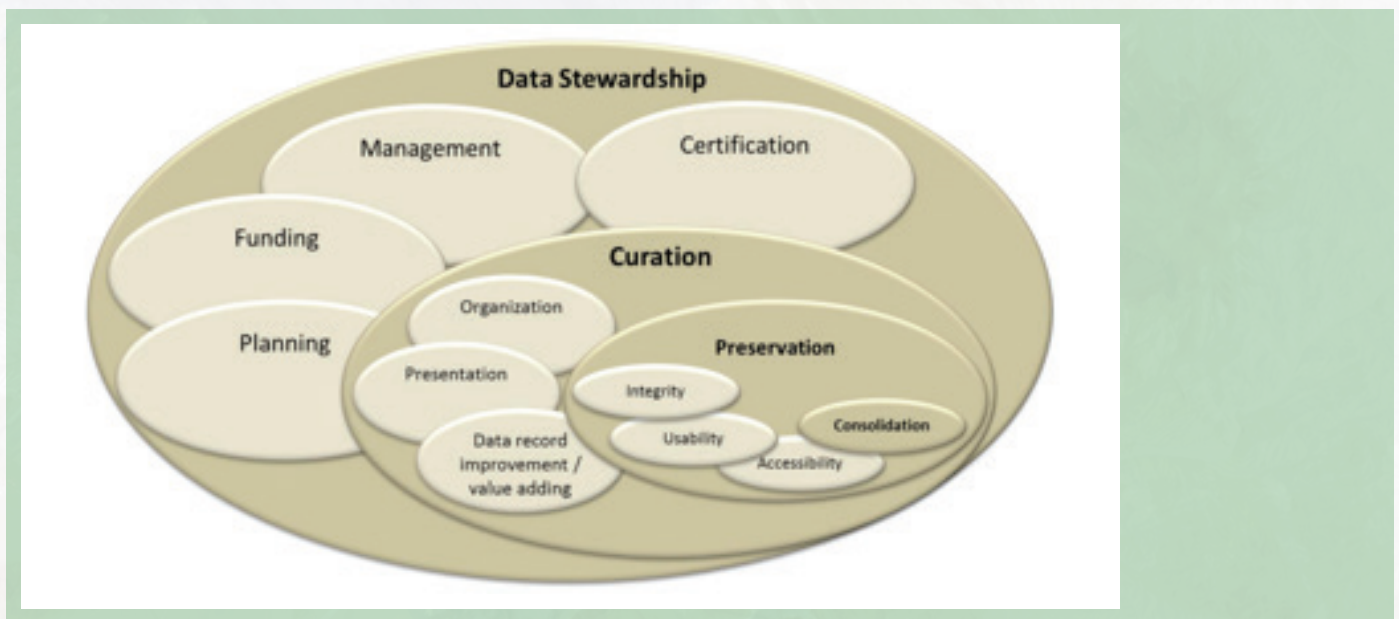 Data Stewardship
Management
Certification
Funding
Curation
Organization
Planning
Preservation
Presentation
Integrity
Consolidation
Usability
Data record
improvement /
value adding
Accessibility